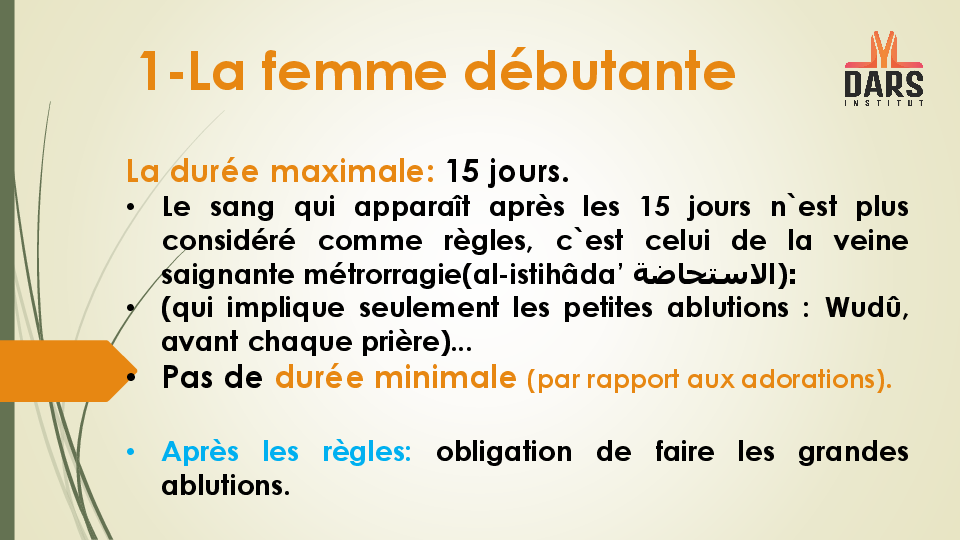 1-La femme débutante
DARS
INSTITUT
La durée maximale: 15 jours.
• Le sang qui apparaît après les 15 jours n`est plus
considéré comme règles, c`est celui de la veine
saignante métrorragie(al-istihâda’ الاستحاضة):
• (qui implique seulement les petites ablutions : Wudû,
avant chaque prière)...
• Pas de durée minimale (par rapport aux adorations).
• Après les règles: obligation de faire les grandes
ablutions.